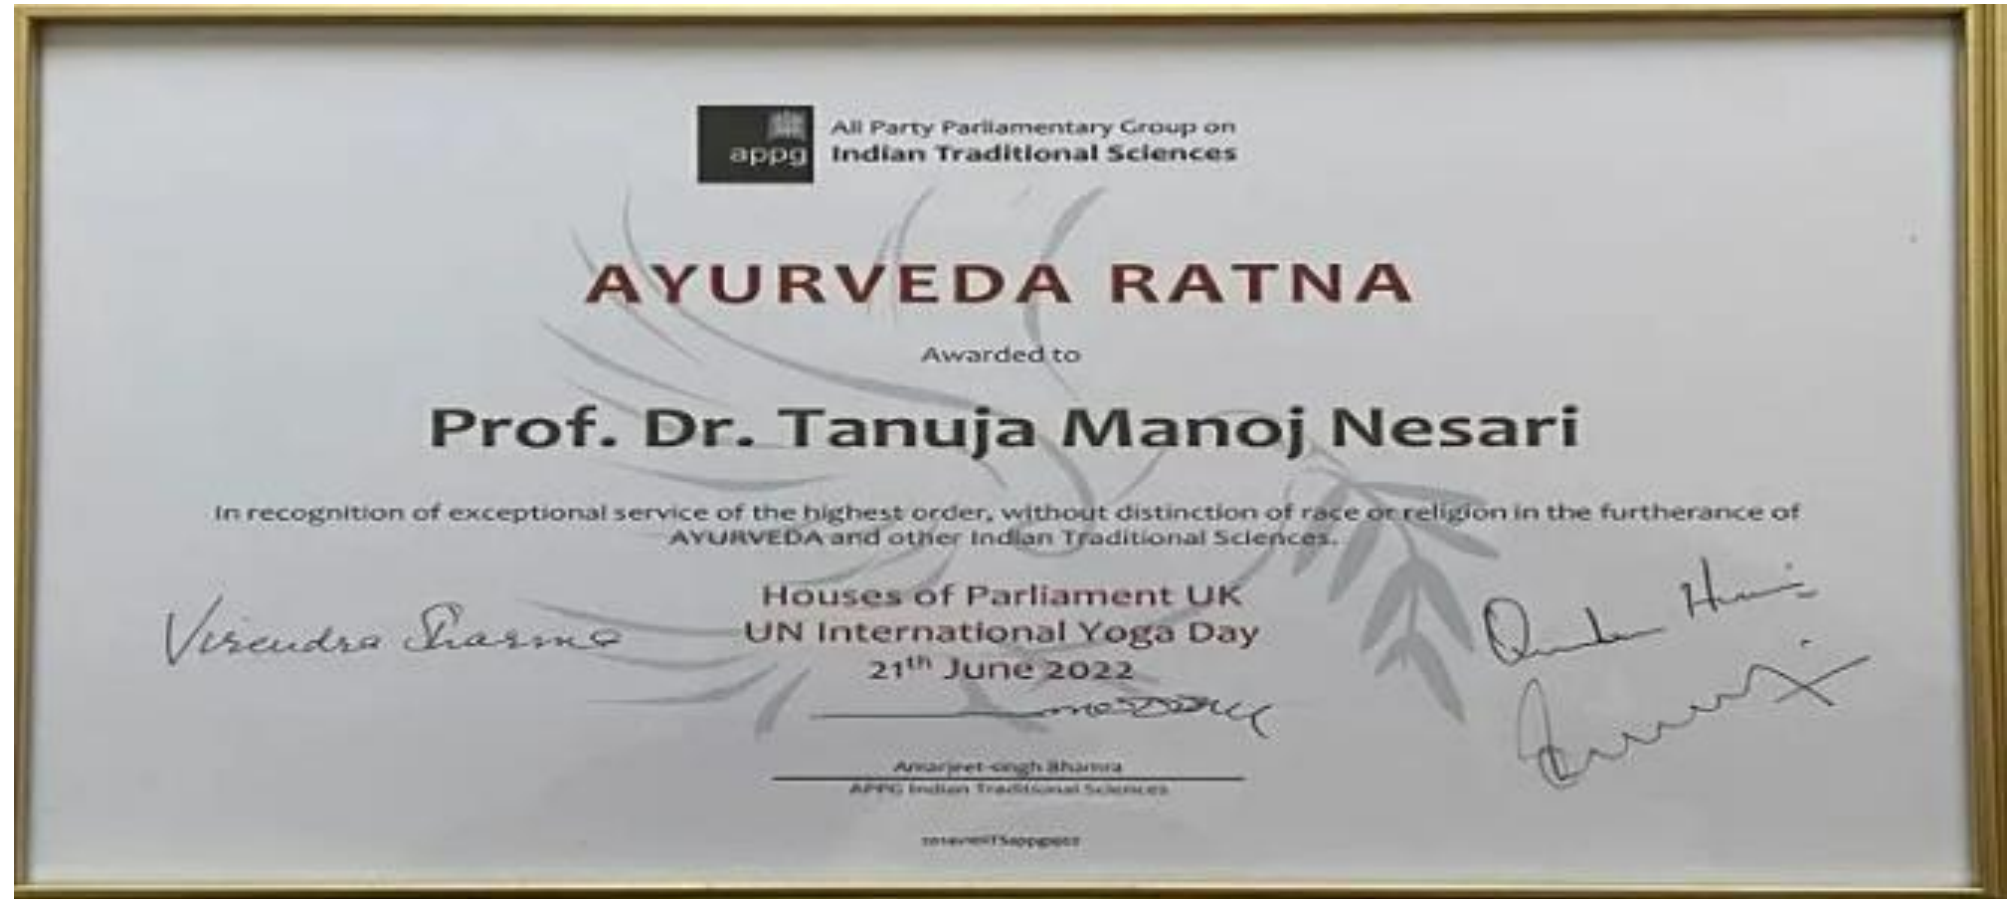 appg
All Party Parliamentary Group on
Indian Traditional Sciences
AYURVEDA RATNA
Awarded to
Prof. Dr. Tanuja Manoj Nesari
In recognition of exceptional service of the highest order, without distinction of race or religion in the furtherance of
AYURVEDA and other Indian Traditional Sciences.
Houses of Parliament UK
UN International Yoga Day
21th June 2022
Virendra Sharma
Amarjeet-singh Bhamra
APPG Indian Traditional Sciences